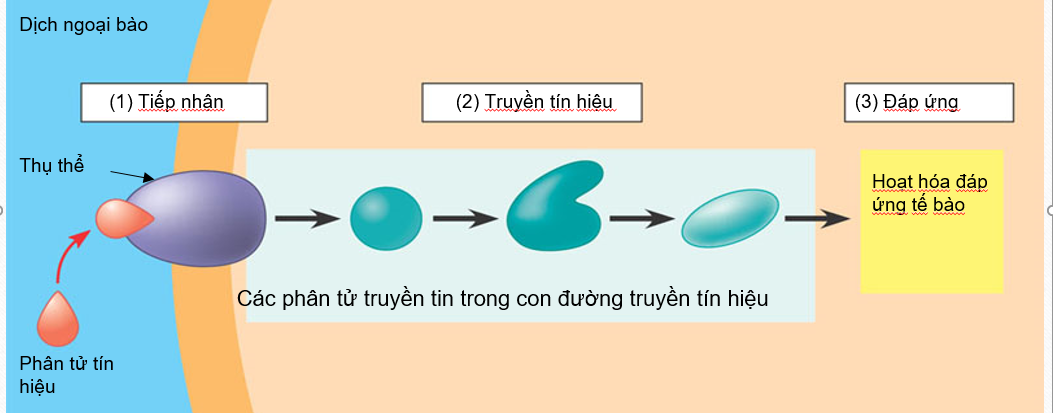 Dịch ngoại bào
(1) Tiếp nhận
(2) Truyền tín hiệu
(3) Đáp ứng
Thụ thể
Hoạt hóa đáp
ứng tế bào
Các phân tử truyền tin trong con đường truyền tín hiệu
Phân tử tín
hiệu